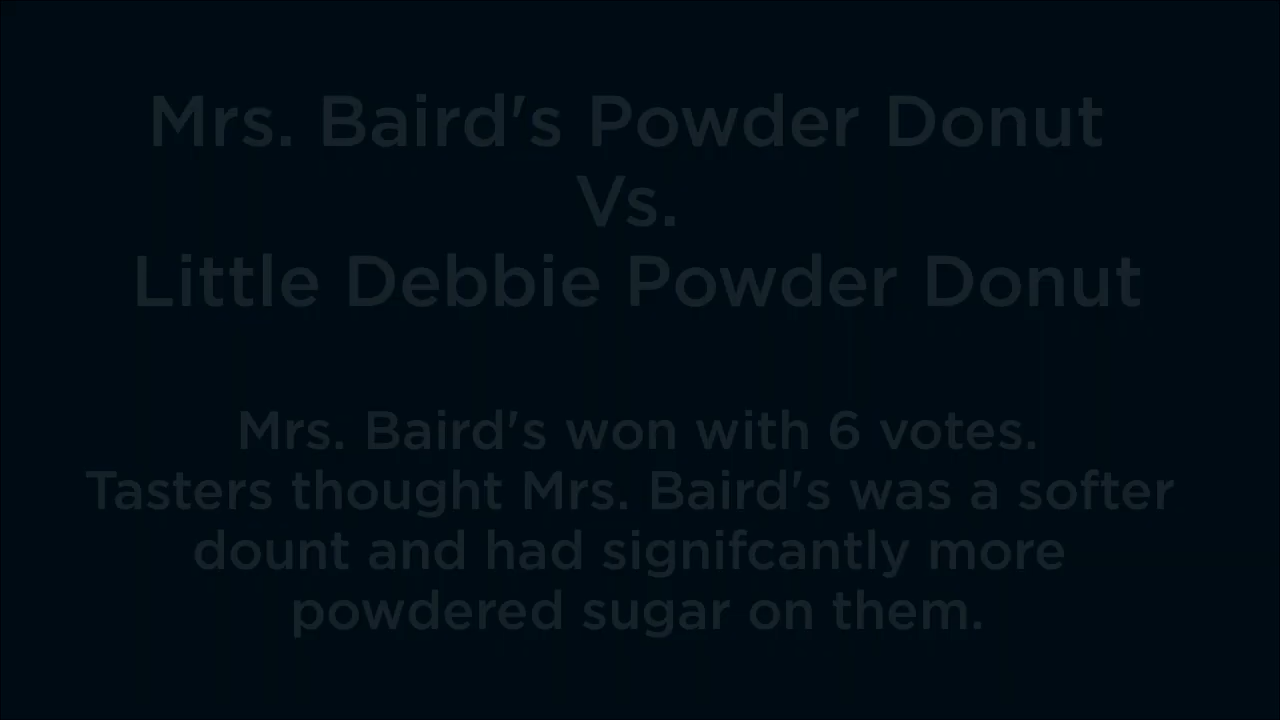 Mrs. Baird's Powder Donut
Vs.
Little Debbie Powder Donut
Mrs. Baird's won with 6 votes.
Tasters thought Mrs. Baird's was a softer
dount and had signifcantly more
powdered sugar on them.